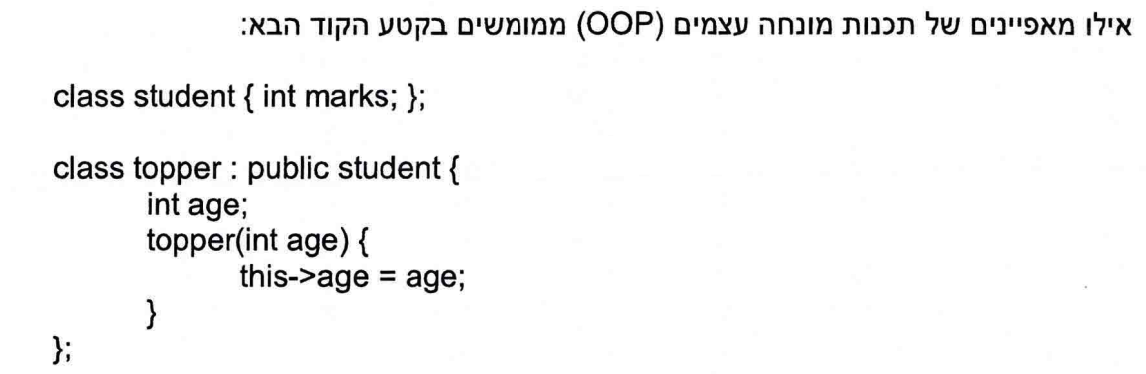 אילו מאפיינים של תכנות מונחה עצמים (OOP) ממומשים בקטע הקוד הבא:
class student { int marks; };
class topper : public student {
int age;
topper(int age) {
this->age = age;
}
};